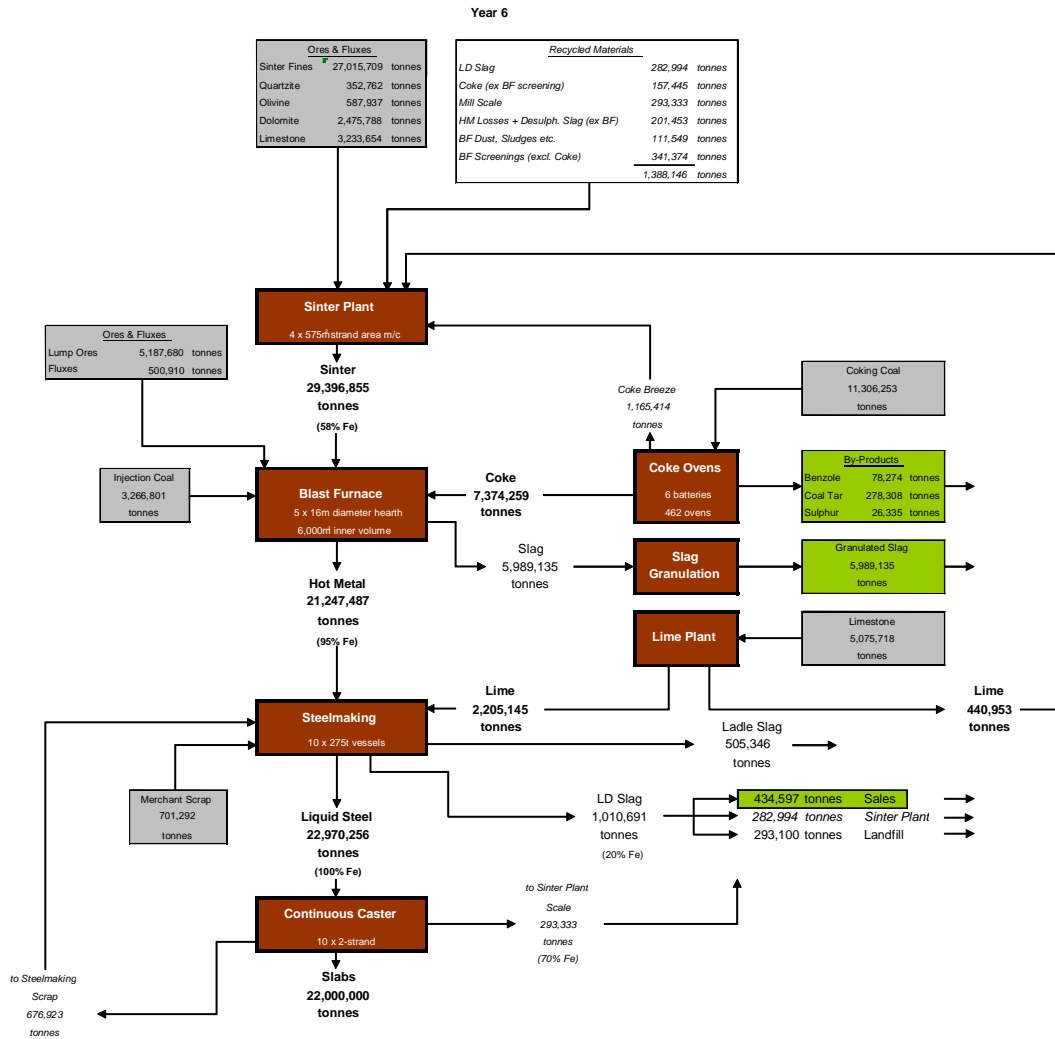 Year 6
Ores & Fluxes
Sinter Fines 27,015,709 tonnes
Quartzite 352,762 tonnes
Olivine 587,937 tonnes
Dolomite 2,475,788 tonnes
Limestone 3,233,654 tonnes
Recycled Materials
LD Slag 282,994 tonnes
Coke (ex BF screening) 157,445 tonnes
Mill Scale 293,333 tonnes
HM Losses + Desulph. Slag (ex BF) 201,453 tonnes
BF Dust, Sludges etc. 111,549 tonnes
BF Screenings (excl. Coke) 341,374 tonnes
1,388,146 tonnes
Sinter Plant
4 x 575m² strand area m/c
Ores & Fluxes
Lump Ores 5,187,680 tonnes
Fluxes 500,910 tonnes
Sinter
29,396,855
tonnes
(58% Fe)
Coke Breeze
1,165,414
tonnes
Coking Coal
11,306,253
tonnes
Injection Coal
3,266,801
tonnes
Blast Furnace
5 x 16m diameter hearth
6,000m³ inner volume
Coke
7,374,259
tonnes
Coke Ovens
6 batteries
462 ovens
By-Products
Benzole 78,274 tonnes
Coal Tar 278,308 tonnes
Sulphur 26,335 tonnes
Slag
5,989,135
tonnes
Slag
Granulation
Granulated Slag
5,989,135
tonnes
Hot Metal
21,247,487
tonnes
(95% Fe)
Lime Plant
Limestone
5,075,718
tonnes
Steelmaking
10 x 275t vessels
Lime
2,205,145
tonnes
Lime
440,953
tonnes
Ladle Slag
505,346
tonnes
Merchant Scrap
701,292
tonnes
Liquid Steel
22,970,256
tonnes
(100% Fe)
LD Slag
1,010,691
tonnes
(20% Fe)
434,597 tonnes Sales
282,994 tonnes Sinter Plant
293,100 tonnes Landfill
Continuous Caster
10 x 2-strand
to Sinter Plant
Scale
293,333
tonnes
(70% Fe)
Slabs
22,000,000
tonnes
to Steelmaking
Scrap
676,923
tonnes